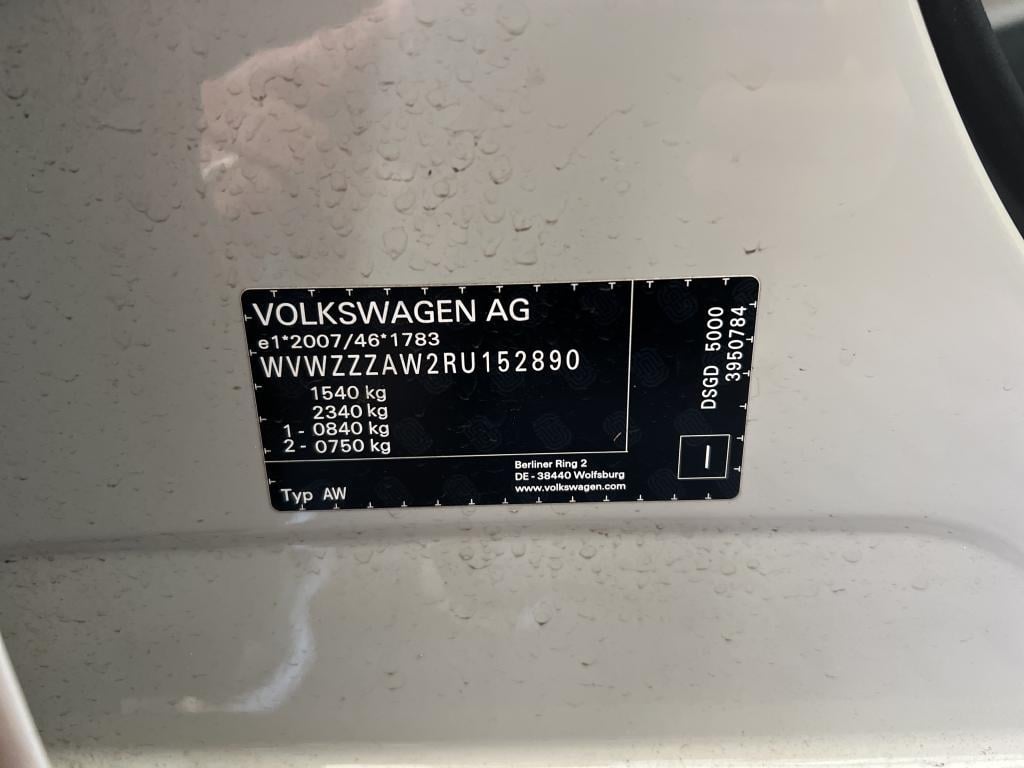 VOLKSWAGEN AG
e1*2007/46*1783
WVWZZZAW2RU152890
1540 kg
2340 kg
1 - 0840 kg
2 - 0750 kg
Typ AW
Berliner Ring 2
DE - 38440 Wolfsburg
www.volkswagen.com
DSGD 5000
3950784
I